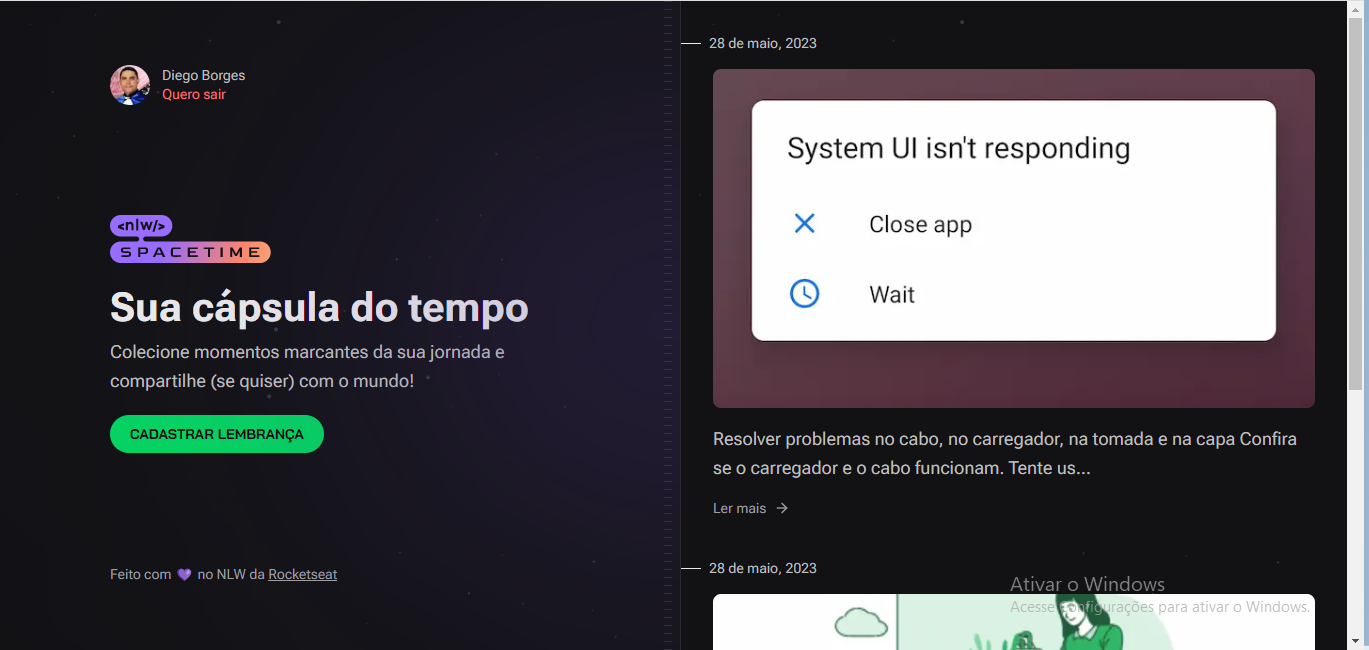 Diego Borges
Quero sair
<nlw/>
SPACETIME
Sua cápsula do tempo
Colecione momentos marcantes da sua jornada e
compartilhe (se quiser) com o mundo!
CADASTRAR LEMBRANÇA
Feito com 💜 no NLW da Rocketseat
28 de maio, 2023
System UI isn't responding
Close app
Wait
Resolver problemas no cabo, no carregador, na tomada e na capa Confira
se o carregador e o cabo funcionam. Tente us...
Ler mais →
28 de maio, 2023
Ativar o Windows
Acesse configurações para ativar o Windows.